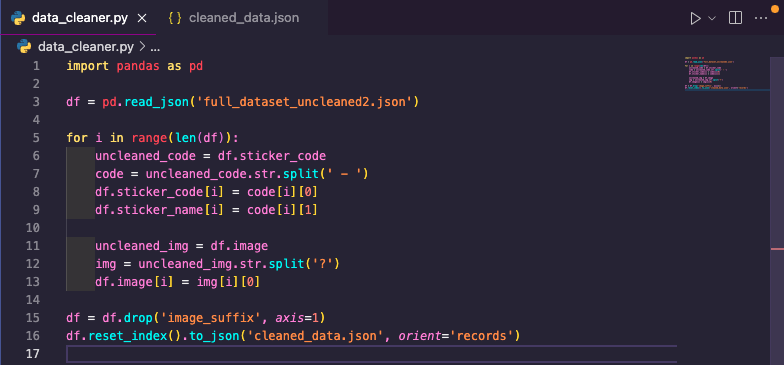 data_cleaner.py × { } cleaned_data.json
data_cleaner.py > ...
1 import pandas as pd
2
3 df = pd.read_json('full_dataset_uncleaned2.json')
4
5 for i in range(len(df)):
6     uncleaned_code = df.sticker_code
7     code = uncleaned_code.str.split(' - ')
8     df.sticker_code[i] = code[i][0]
9     df.sticker_name[i] = code[i][1]
10
11     uncleaned_img = df.image
12     img = uncleaned_img.str.split('?')
13     df.image[i] = img[i][0]
14
15 df = df.drop('image_suffix', axis=1)
16 df.reset_index().to_json('cleaned_data.json', orient='records')
17